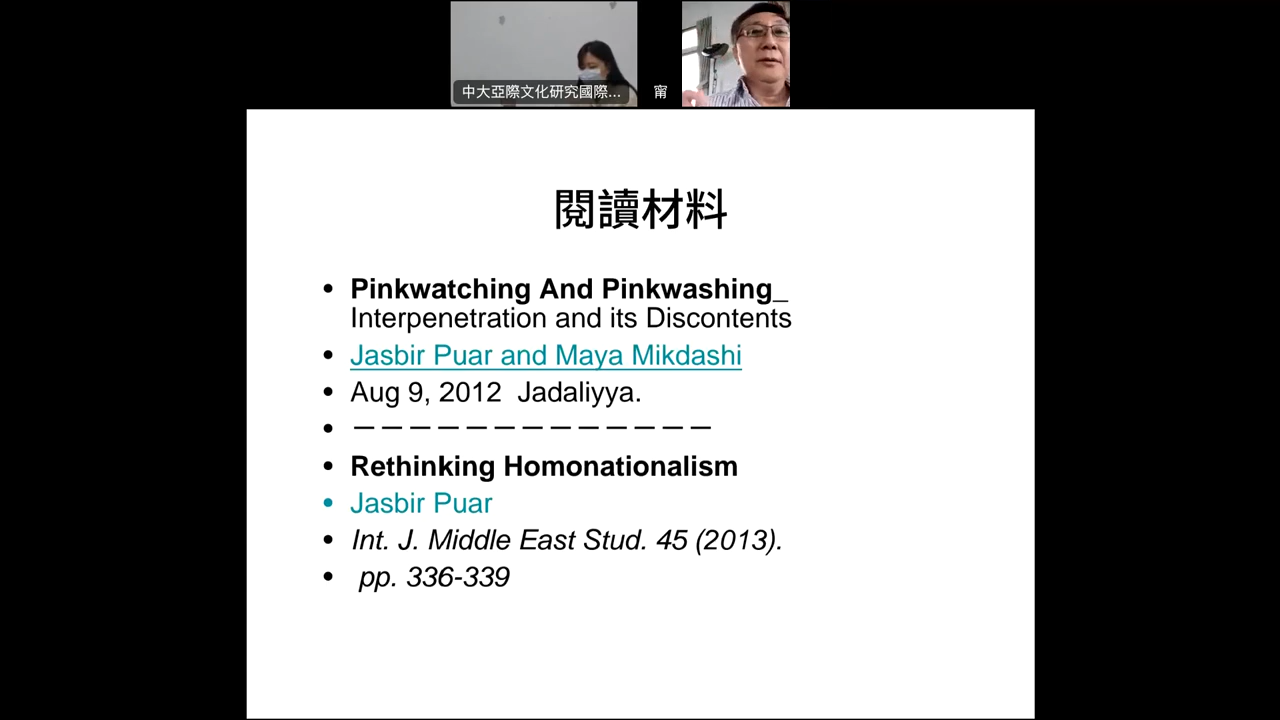 中大亞際文化研究國際...
甯
閱讀材料
• Pinkwatching And Pinkwashing_
Interpenetration and its Discontents
• Jasbir Puar and Maya Mikdashi
• Aug 9, 2012 Jadaliyya.
• －－－－－－－－－－－－－
• Rethinking Homonationalism
• Jasbir Puar
• Int. J. Middle East Stud. 45 (2013).
• pp. 336-339